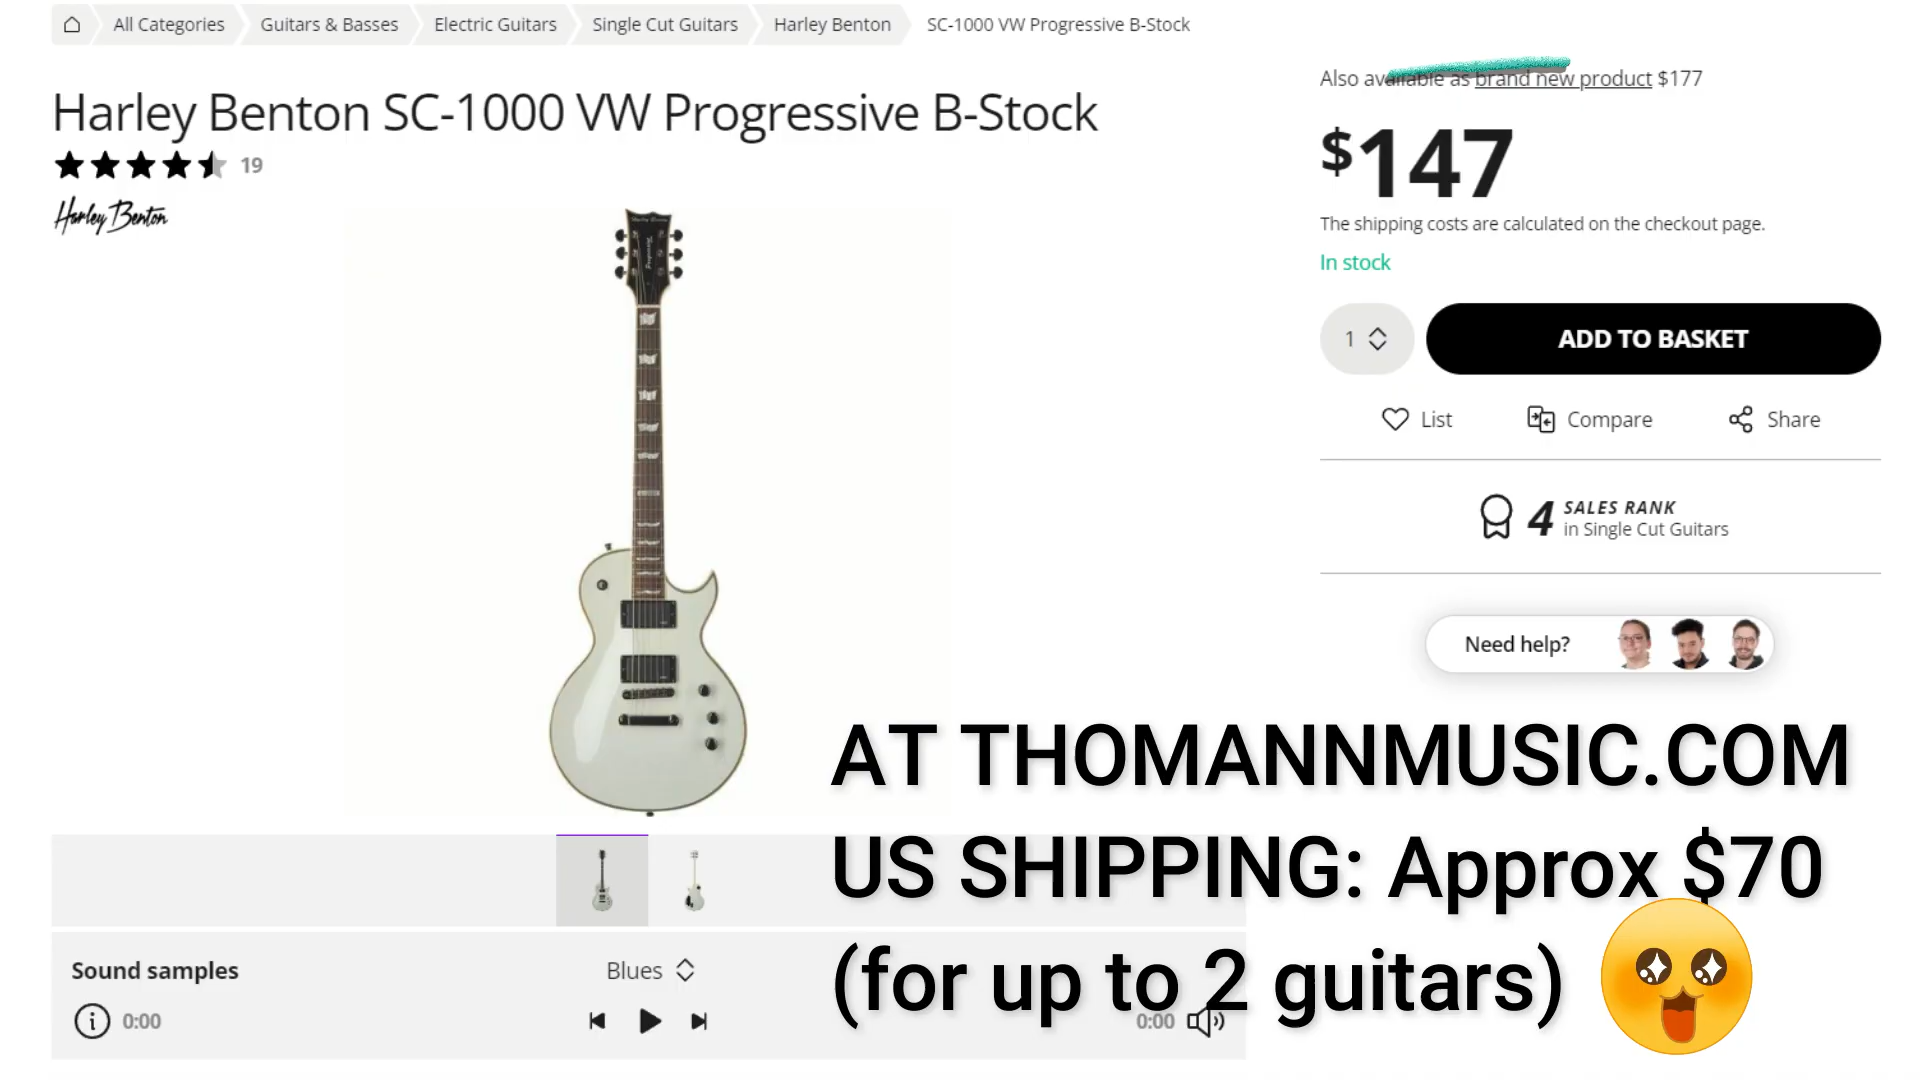 All Categories
Guitars & Basses
Electric Guitars
Single Cut Guitars
Harley Benton
SC-1000 VW Progressive B-Stock
Also available as brand new product $177
Harley Benton SC-1000 VW Progressive B-Stock
19
Harley Benton
$147
The shipping costs are calculated on the checkout page.
In stock
1
ADD TO BASKET
List
Compare
Share
4
SALES RANK
in Single Cut Guitars
Need help?
AT THOMANNMUSIC.COM
US SHIPPING: Approx $70
(for up to 2 guitars)
Sound samples
Blues
0:00
0:00